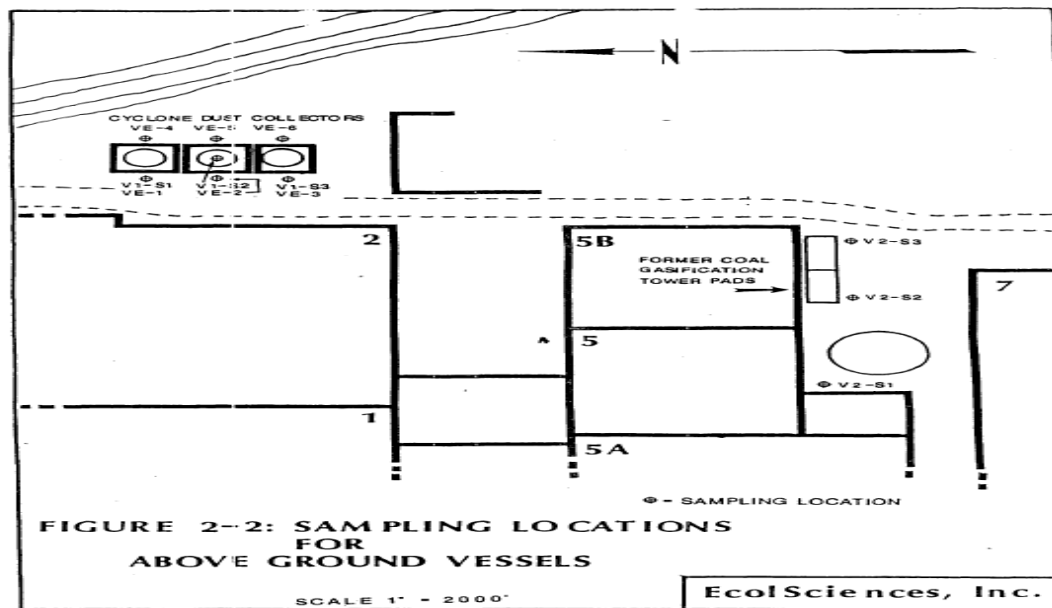 N
CYCLONE DUST COLLECTORS
VE-4 VE-5 VE-6
V1-S1 V1-S2 V1-S3
VE-1 VE-2 VE-3
2
5B
V2-S3
FORMER COAL
GASIFICATION
TOWER PADS
7
V2-S2
5
V2-S1
1
5A
⊕ - SAMPLING LOCATION
FIGURE 2-2: SAMPLING LOCATIONS
FOR
ABOVE GROUND VESSELS
SCALE 1" = 2000'
EcolSciences, Inc.